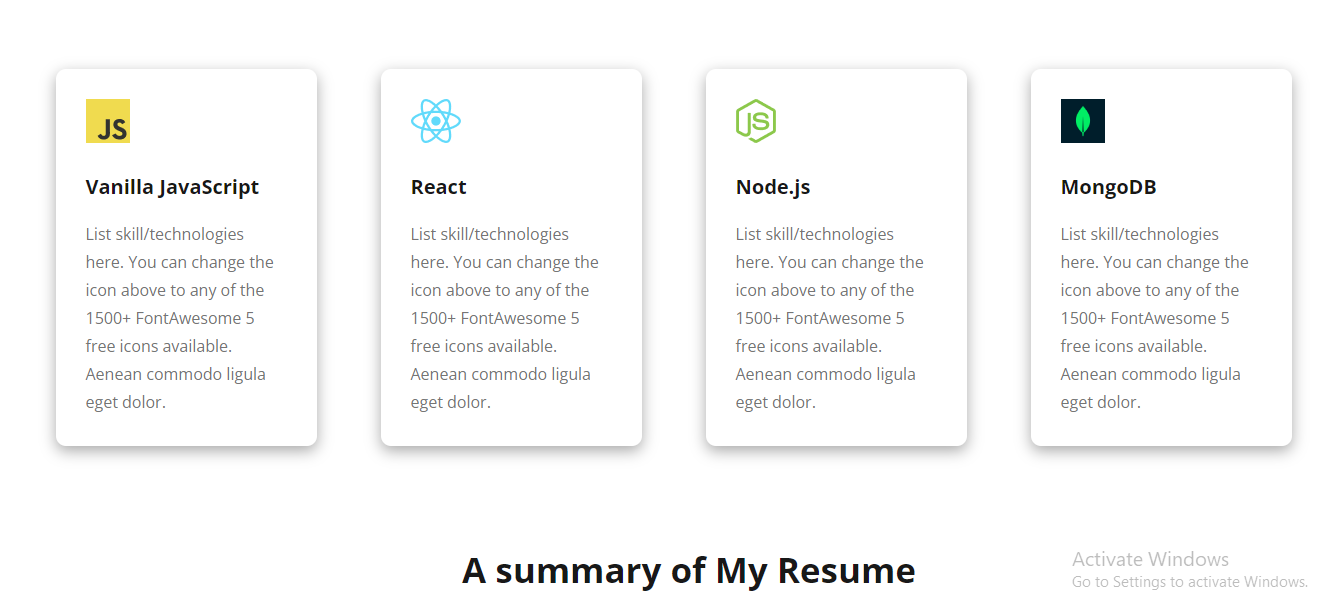 JS
Vanilla JavaScript
List skill/technologies
here. You can change the
icon above to any of the
1500+ FontAwesome 5
free icons available.
Aenean commodo ligula
eget dolor.
React
List skill/technologies
here. You can change the
icon above to any of the
1500+ FontAwesome 5
free icons available.
Aenean commodo ligula
eget dolor.
JS
Node.js
List skill/technologies
here. You can change the
icon above to any of the
1500+ FontAwesome 5
free icons available.
Aenean commodo ligula
eget dolor.
MongoDB
List skill/technologies
here. You can change the
icon above to any of the
1500+ FontAwesome 5
free icons available.
Aenean commodo ligula
eget dolor.
A summary of My Resume
Activate Windows
Go to Settings to activate Windows.